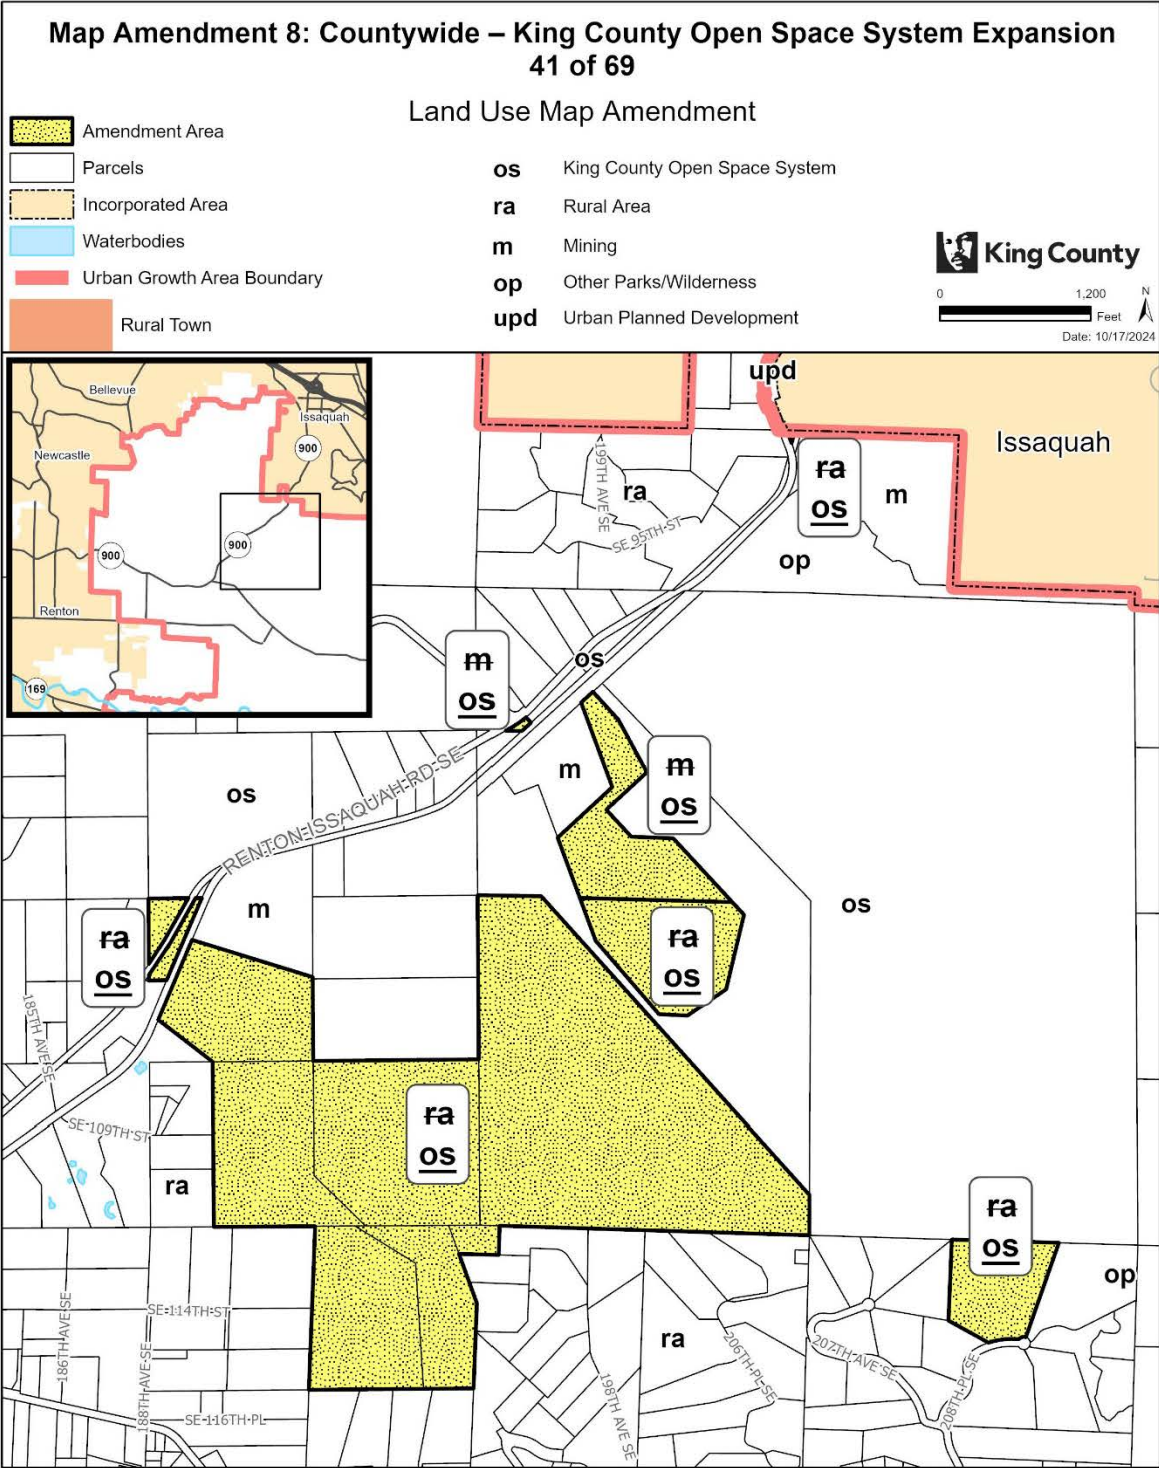 Map Amendment 8: Countywide – King County Open Space System Expansion
41 of 69
Land Use Map Amendment
Amendment Area
Parcels
Incorporated Area
Waterbodies
Urban Growth Area Boundary
Rural Town
os King County Open Space System
ra Rural Area
m Mining
op Other Parks/Wilderness
upd Urban Planned Development
King County
0 1,200
Feet
N
Date: 10/17/2024
Bellevue
Issaquah
900
Newcastle
900
900
Renton
169
upd
Issaquah
ra
os
m
199TH AVE SE
ra
SE 95TH ST
op
os
m
os
m
m
os
os
RENTON-ISSAQUAH RD SE
m
os
ra
os
ra
os
185TH AVE SE
SE 109TH ST
ra
os
ra
ra
os
op
SE 114TH ST
186TH AVE SE
188TH AVE SE
SE 116TH PL
ra
198TH AVE SE
206TH PL SE
207TH AVE SE
208TH PL SE